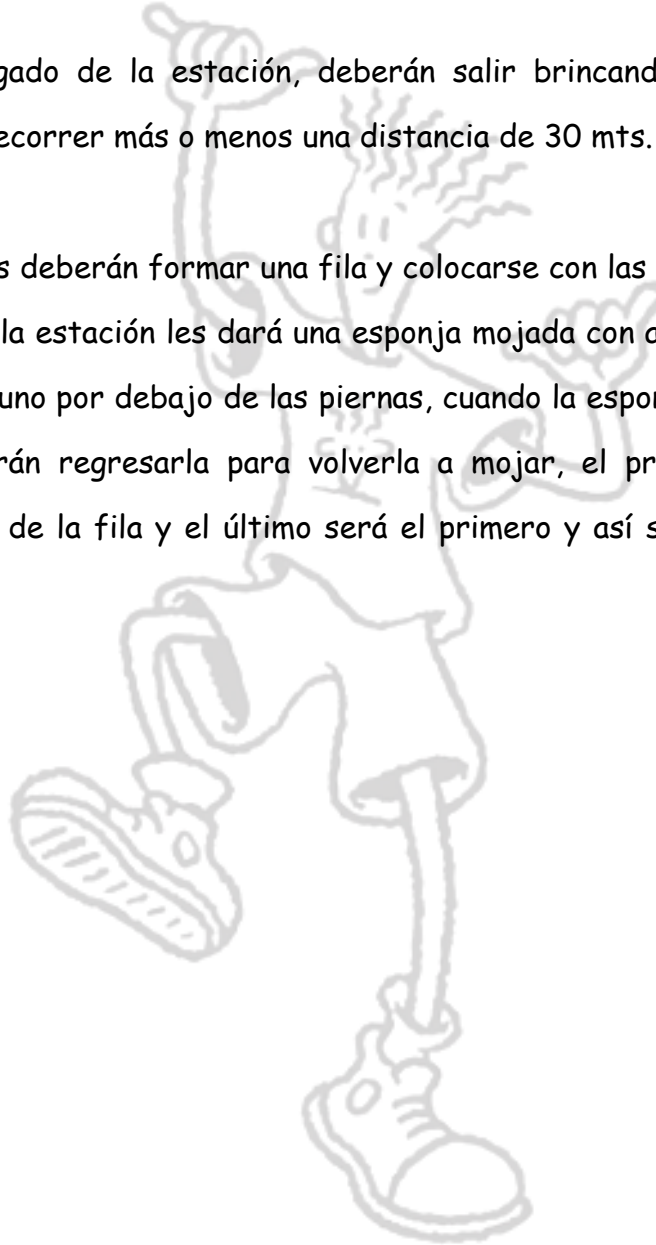 gado de la estación, deberán salir brincand
ecorrer más o menos una distancia de 30 mts.
s deberán formar una fila y colocarse con las
la estación les dará una esponja mojada con a
uno por debajo de las piernas, cuando la espon
rán regresarla para volverla a mojar, el pr
de la fila y el último será el primero y así s